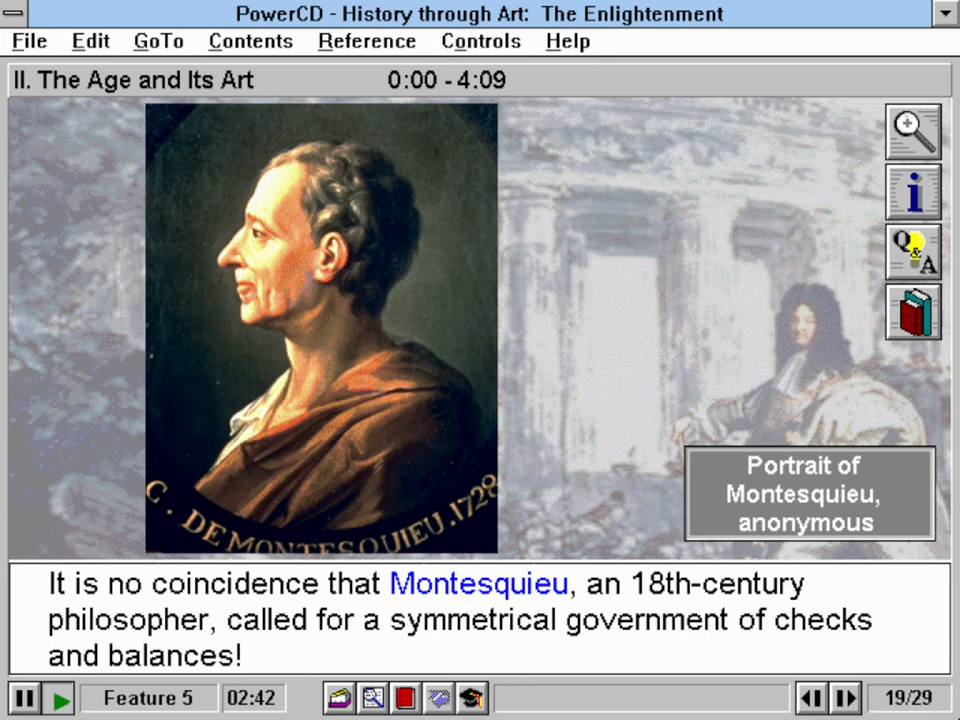 PowerCD - History through Art: The Enlightenment
File Edit GoTo Contents Reference Controls Help
II. The Age and Its Art 0:00 - 4:09
Q&A
C. DEMONTESQUIEU.1728
Portrait of
Montesquieu,
anonymous
It is no coincidence that Montesquieu, an 18th-century
philosopher, called for a symmetrical government of checks
and balances!
Feature 5 02:42 19/29